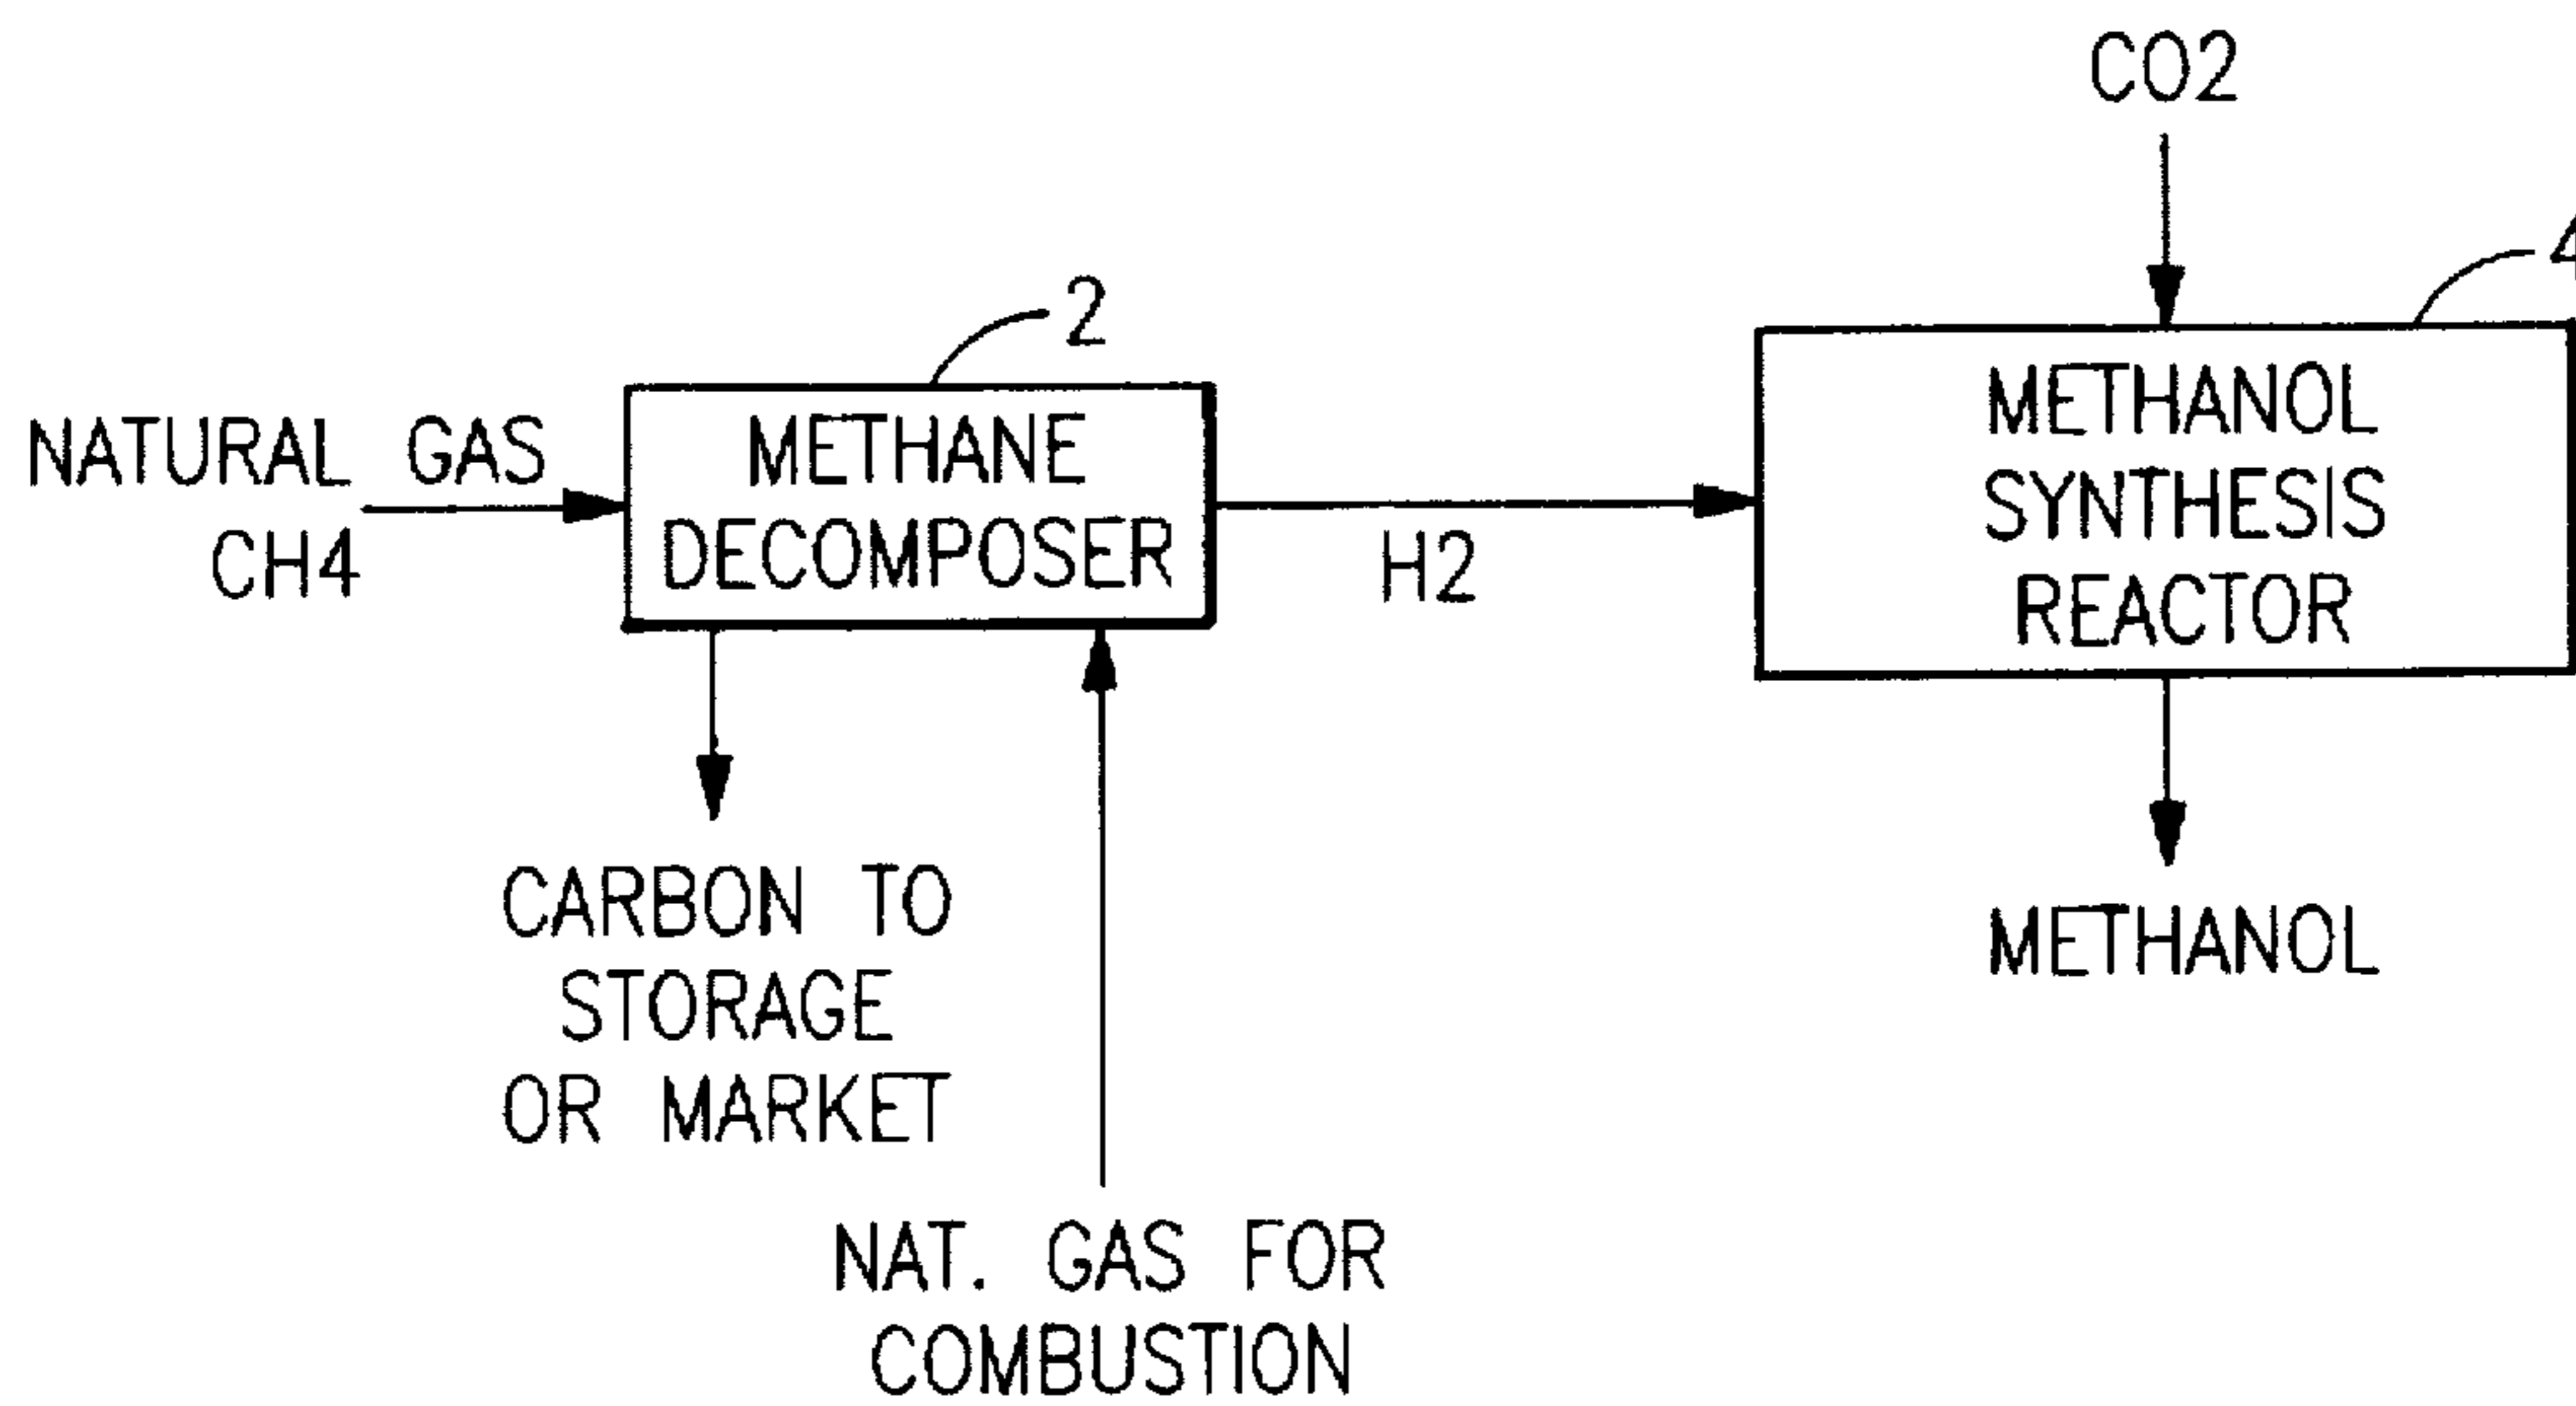 CO2
4
2
NATURAL GAS
CH4
METHANE
DECOMPOSER
H2
METHANOL
SYNTHESIS
REACTOR
CARBON TO
STORAGE
OR MARKET
METHANOL
NAT. GAS FOR
COMBUSTION